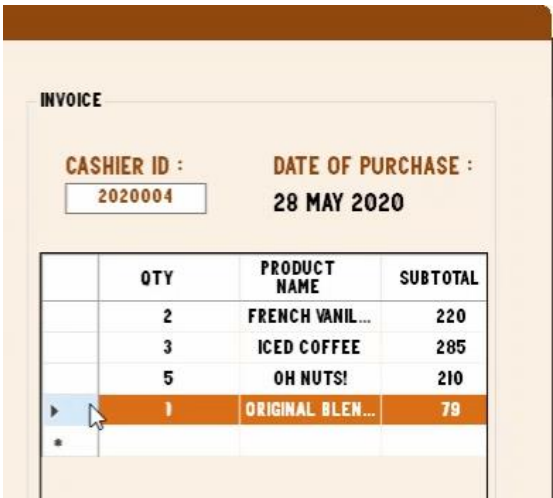 INVOICE
CASHIER ID : DATE OF PURCHASE :
2020004 28 MAY 2020
QTY PRODUCT NAME SUBTOTAL
2 FRENCH VANIL... 220
3 ICED COFFEE 285
5 OH NUTS! 210
1 ORIGINAL BLEN... 79
*